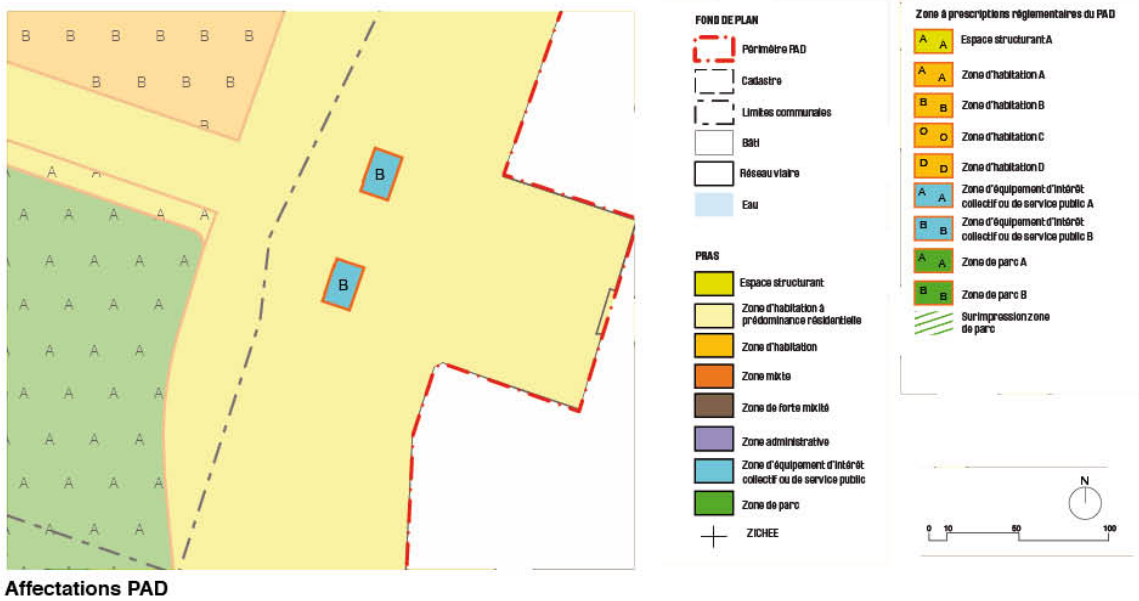 B B B B B B
B B B B
B
B
B
A A A
A A A A A
A A A A A
A A A A
A A A A
A A A A
A A A A
A A A A
A A A A
FOND DE PLAN
Périmètre PAD
Cadastre
Limites communales
Bâti
Réseau viaire
Eau
PRAS
Espace structurant
Zone d'habitation à
prédominance résidentielle
Zone d'habitation
Zone mixte
Zone de forte mixité
Zone administrative
Zone d'équipement d'intérêt
collectif ou de service public
Zone de parc
ZICHEE
Zone à prescriptions réglementaires du PAD
A A Espace structurant A
A A Zone d'habitation A
B B Zone d'habitation B
O O Zone d'habitation C
D D Zone d'habitation D
A A Zone d'équipement d'intérêt
collectif ou de service public A
B B Zone d'équipement d'intérêt
collectif ou de service public B
A A Zone de parc A
B B Zone de parc B
Surimpression zone
de parc
N
0 10 50 100
Affectations PAD